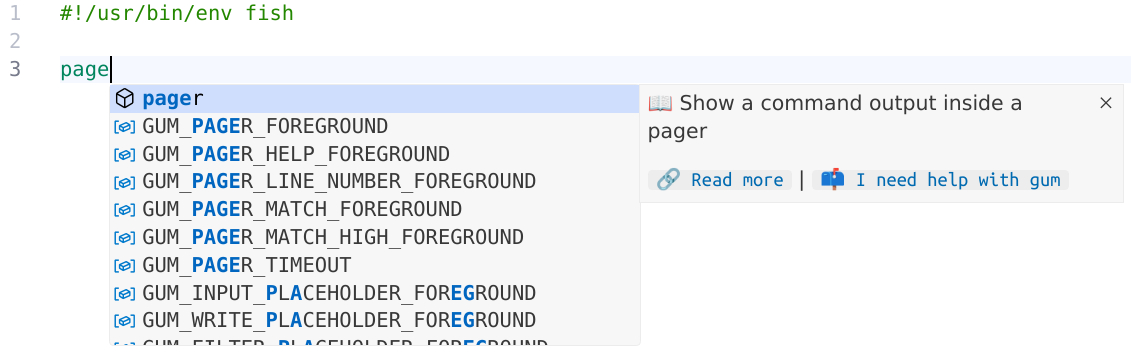 1 #!/usr/bin/env fish
2
3 page
pager
GUM_PAGER_FOREGROUND
GUM_PAGER_HELP_FOREGROUND
GUM_PAGER_LINE_NUMBER_FOREGROUND
GUM_PAGER_MATCH_FOREGROUND
GUM_PAGER_MATCH_HIGH_FOREGROUND
GUM_PAGER_TIMEOUT
GUM_INPUT_PLACEHOLDER_FOREGROUND
GUM_WRITE_PLACEHOLDER_FOREGROUND
GUM_FILTER_PLACEHOLDER_FOREGROUND
📖 Show a command output inside a
pager
🔗 Read more | 📫 I need help with gum